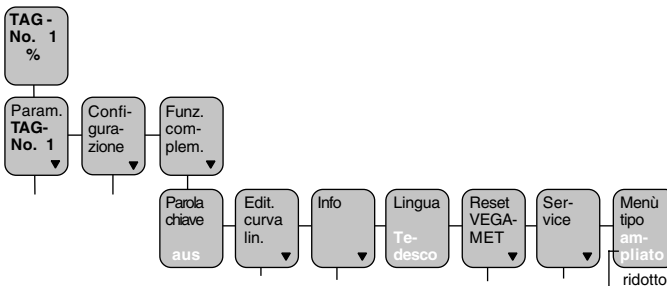 TAG -
No. 1
%
Param.
TAG-
No. 1
Confi-
gura-
zione
Funz.
com-
plem.
Parola
chiave
aus
Edit.
curva
lin.
Info
Lingua
Te-
desco
Reset
VEGA-
MET
Ser-
vice
Menù
tipo
am-
pliato
ridotto